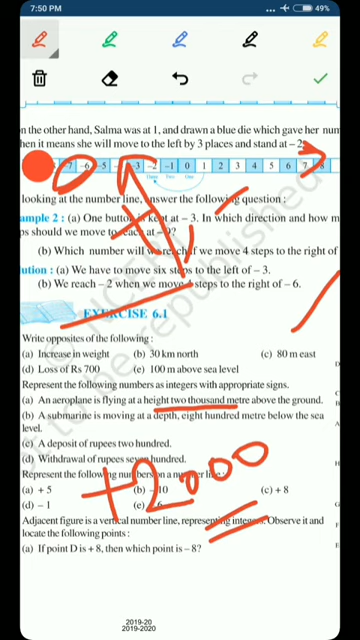 7:50 PM
... 49%
n the other hand, Salma was at 1, and drawn a blue die which gave her num
hen it means she will move to the left by 3 places and stand at – 2.
-7 -6 -5 -3 -2 -1 0 1 2 3 4 5 6 7 8
looking at the number line, answer the following question :
ample 2 : (a) One button is kept at – 3. In which direction and how m
ps should we move to reach at – 9?
(b) Which number will we reach if we move 4 steps to the right of
ution : (a) We have to move six steps to the left of – 3.
(b) We reach – 2 when we move 4 steps to the right of – 6.
EXERCISE 6.1
Write opposites of the following :
(a) Increase in weight (b) 30 km north (c) 80 m east
(d) Loss of Rs 700 (e) 100 m above sea level
Represent the following numbers as integers with appropriate signs.
(a) An aeroplane is flying at a height two thousand metre above the ground.
(b) A submarine is moving at a depth, eight hundred metre below the sea
level.
(c) A deposit of rupees two hundred.
(d) Withdrawal of rupees seven hundred.
Represent the following numbers on a number line :
(a) + 5 (b) – 10 (c) + 8
(d) – 1 (e)
+2000
Adjacent figure is a vertical number line, representing integers. Observe it and
locate the following points :
(a) If point D is + 8, then which point is – 8?
2019-20
2019-2020